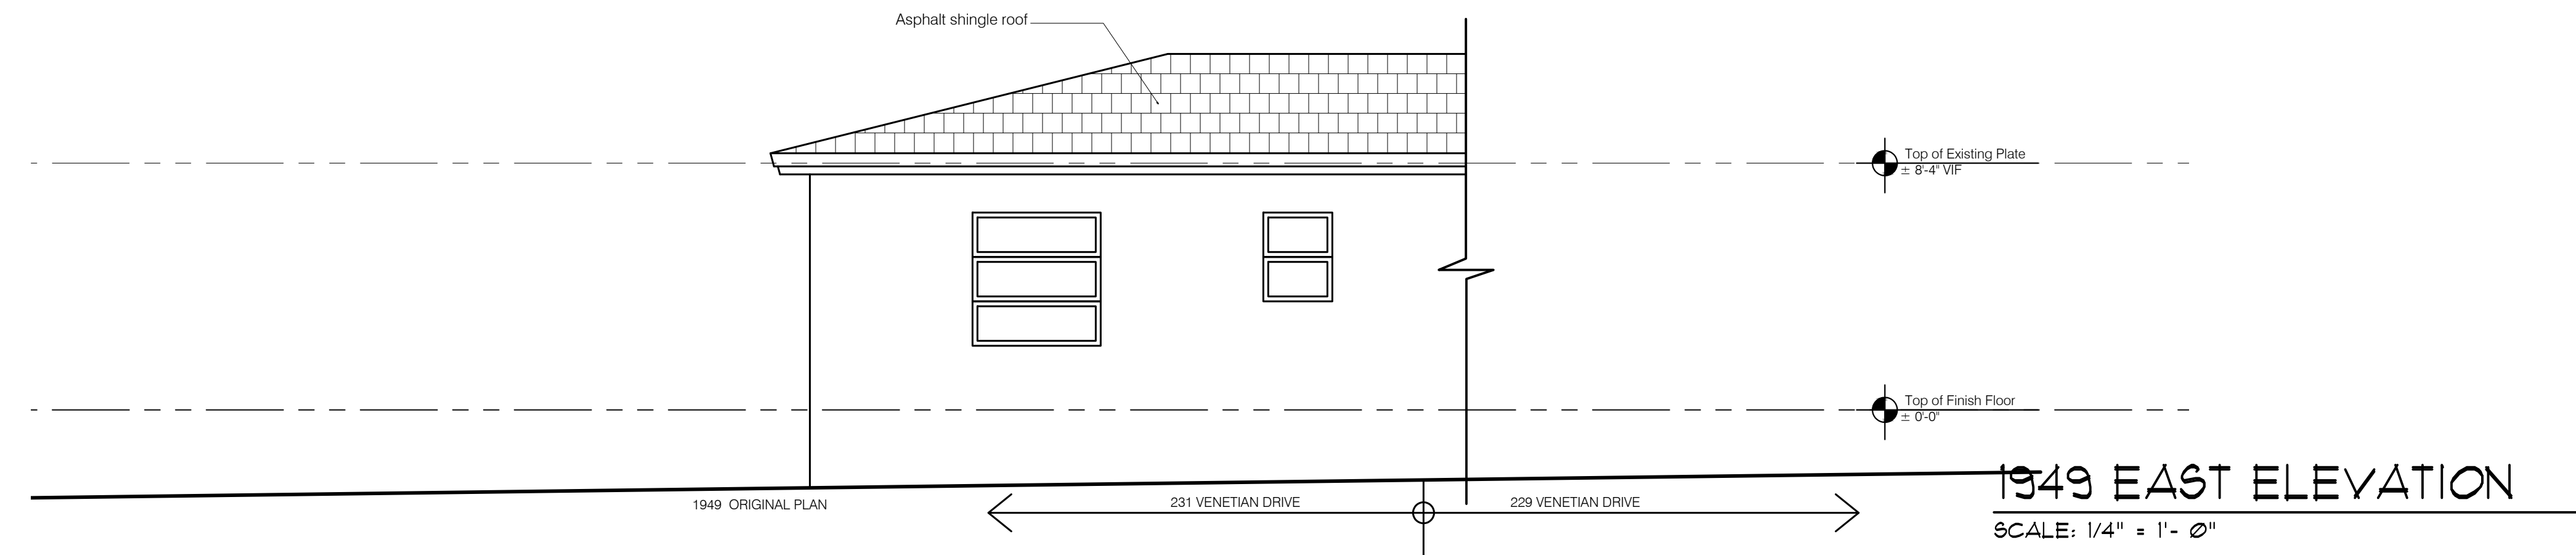 Asphalt shingle roof
Top of Existing Plate
± 8'-4" VIF
Top of Finish Floor
± 0'-0"
1949 ORIGINAL PLAN
231 VENETIAN DRIVE
229 VENETIAN DRIVE
1949 EAST ELEVATION
SCALE: 1/4" = 1'- Ø"